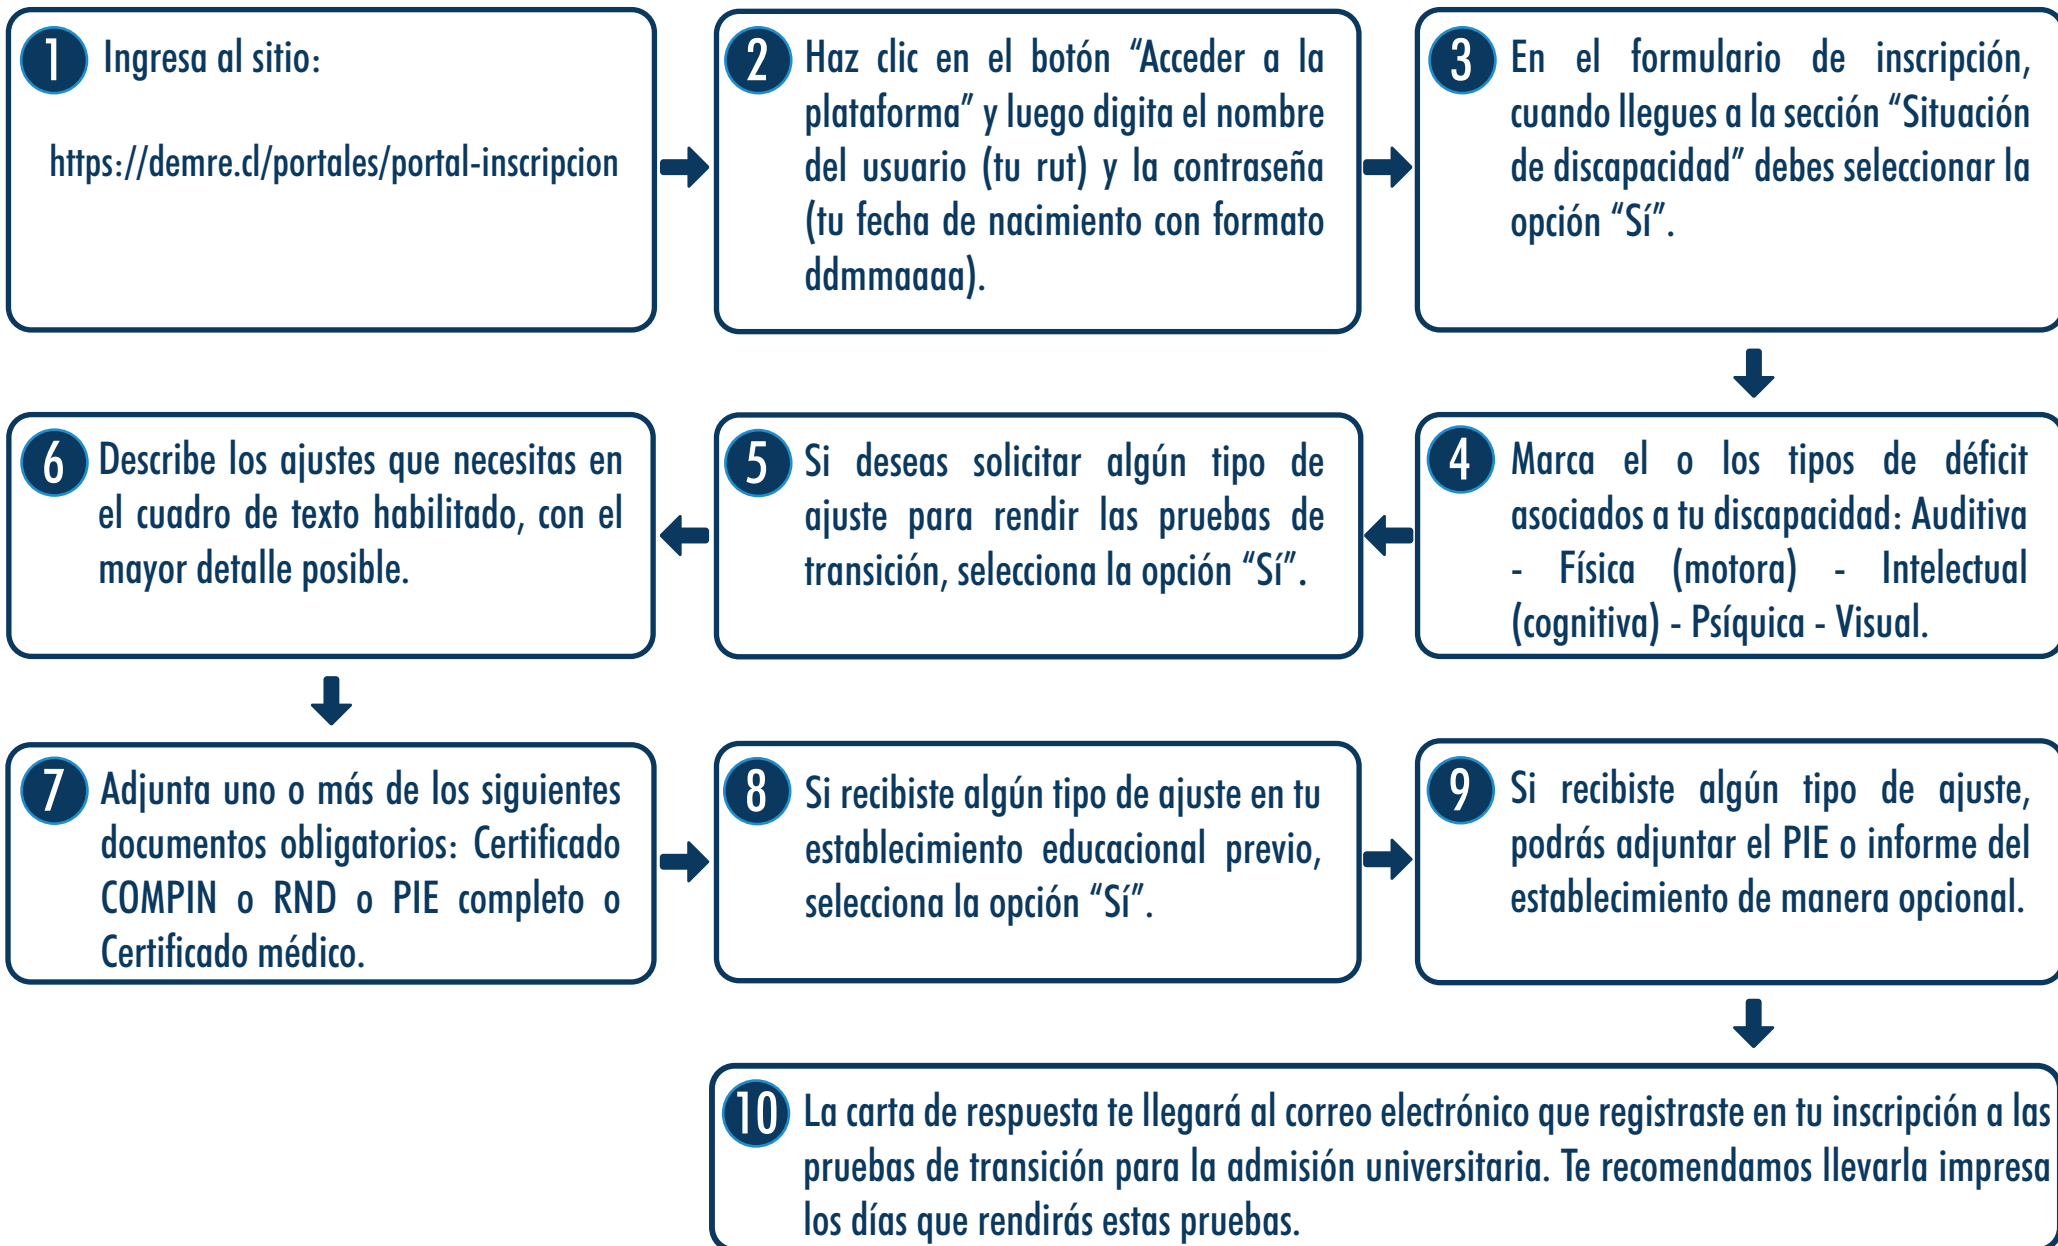 1 Ingresa al sitio:
https://demre.cl/portales/portal-inscripcion
2 Haz clic en el botón “Acceder a la
plataforma” y luego digita el nombre
del usuario (tu rut) y la contraseña
(tu fecha de nacimiento con formato
ddmmaaaa).
3 En el formulario de inscripción,
cuando llegues a la sección “Situación
de discapacidad” debes seleccionar la
opción “Sí”.
4 Marca el o los tipos de déficit
asociados a tu discapacidad: Auditiva
- Física (motora) - Intelectual
(cognitiva) - Psíquica - Visual.
5 Si deseas solicitar algún tipo de
ajuste para rendir las pruebas de
transición, selecciona la opción “Sí”.
6 Describe los ajustes que necesitas en
el cuadro de texto habilitado, con el
mayor detalle posible.
7 Adjunta uno o más de los siguientes
documentos obligatorios: Certificado
COMPIN o RND o PIE completo o
Certificado médico.
8 Si recibiste algún tipo de ajuste en tu
establecimiento educacional previo,
selecciona la opción “Sí”.
9 Si recibiste algún tipo de ajuste,
podrás adjuntar el PIE o informe del
establecimiento de manera opcional.
10 La carta de respuesta te llegará al correo electrónico que registraste en tu inscripción a las
pruebas de transición para la admisión universitaria. Te recomendamos llevarla impresa
los días que rendirás estas pruebas.